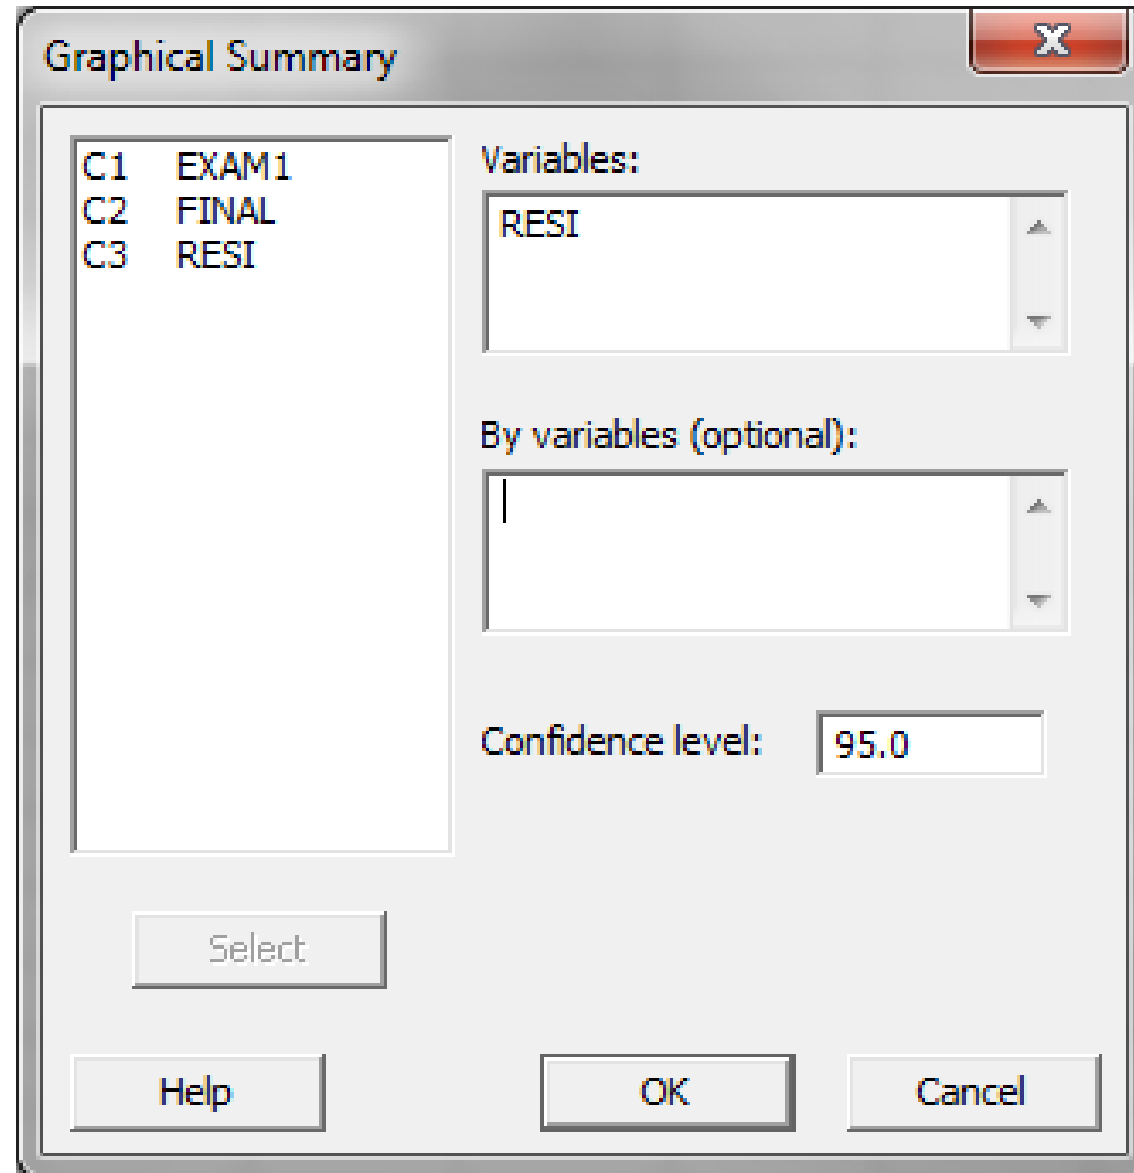 Graphical Summary
C1 EXAM1
C2 FINAL
C3 RESI
Variables:
RESI
By variables (optional):
Confidence level: 95.0
Select
Help OK Cancel